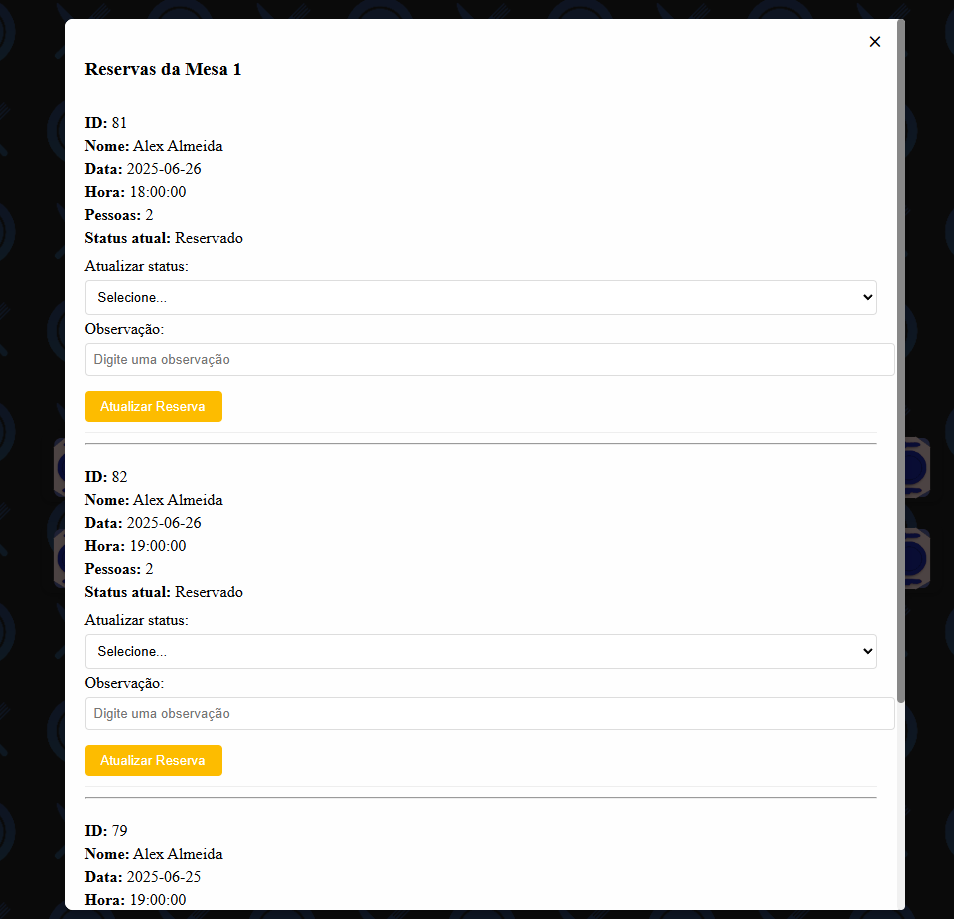 ×
Reservas da Mesa 1
ID: 81
Nome: Alex Almeida
Data: 2025-06-26
Hora: 18:00:00
Pessoas: 2
Status atual: Reservado
Atualizar status:
Selecione...
Observação:
Digite uma observação
Atualizar Reserva
ID: 82
Nome: Alex Almeida
Data: 2025-06-26
Hora: 19:00:00
Pessoas: 2
Status atual: Reservado
Atualizar status:
Selecione...
Observação:
Digite uma observação
Atualizar Reserva
ID: 79
Nome: Alex Almeida
Data: 2025-06-25
Hora: 19:00:00